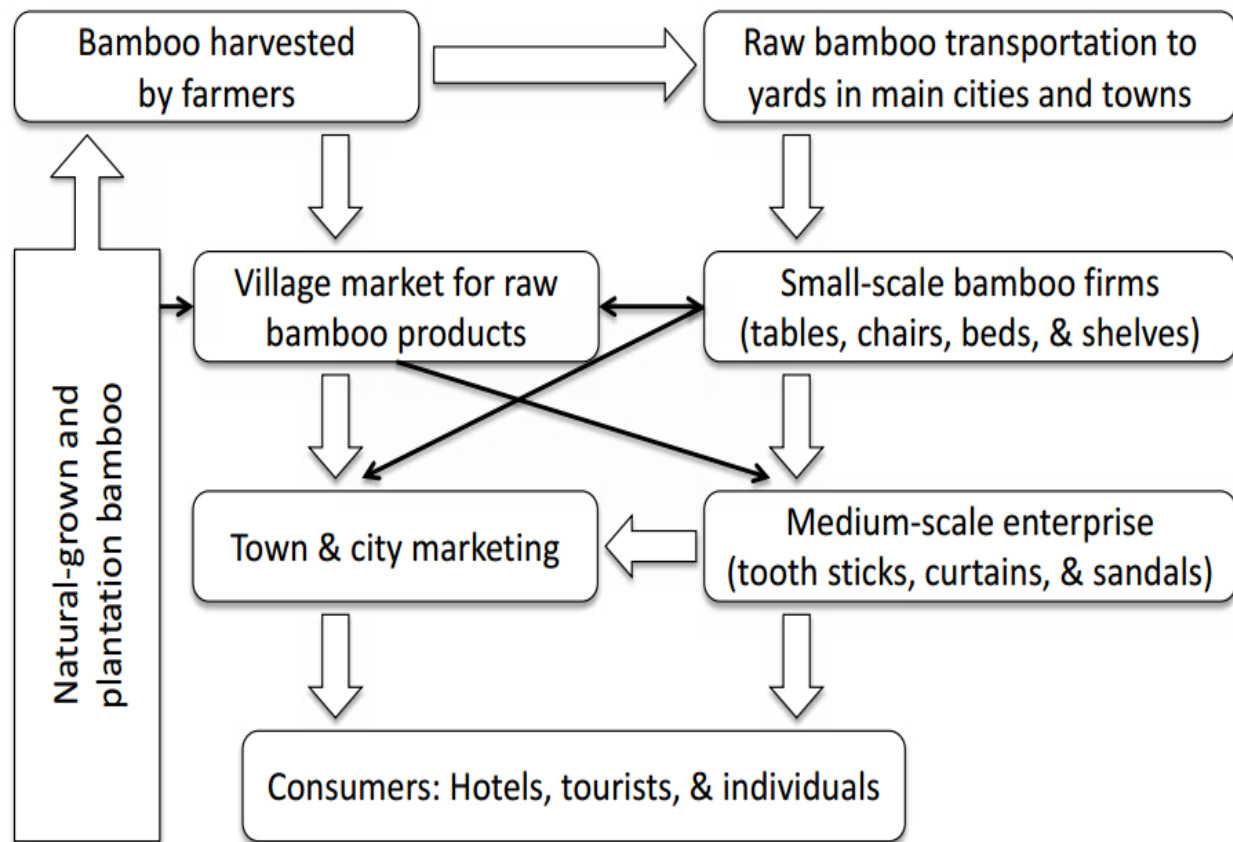 Bamboo harvested
by farmers
Raw bamboo transportation to
yards in main cities and towns
Village market for raw
bamboo products
Small-scale bamboo firms
(tables, chairs, beds, & shelves)
Natural-grown and
plantation bamboo
Town & city marketing
Medium-scale enterprise
(tooth sticks, curtains, & sandals)
Consumers: Hotels, tourists, & individuals